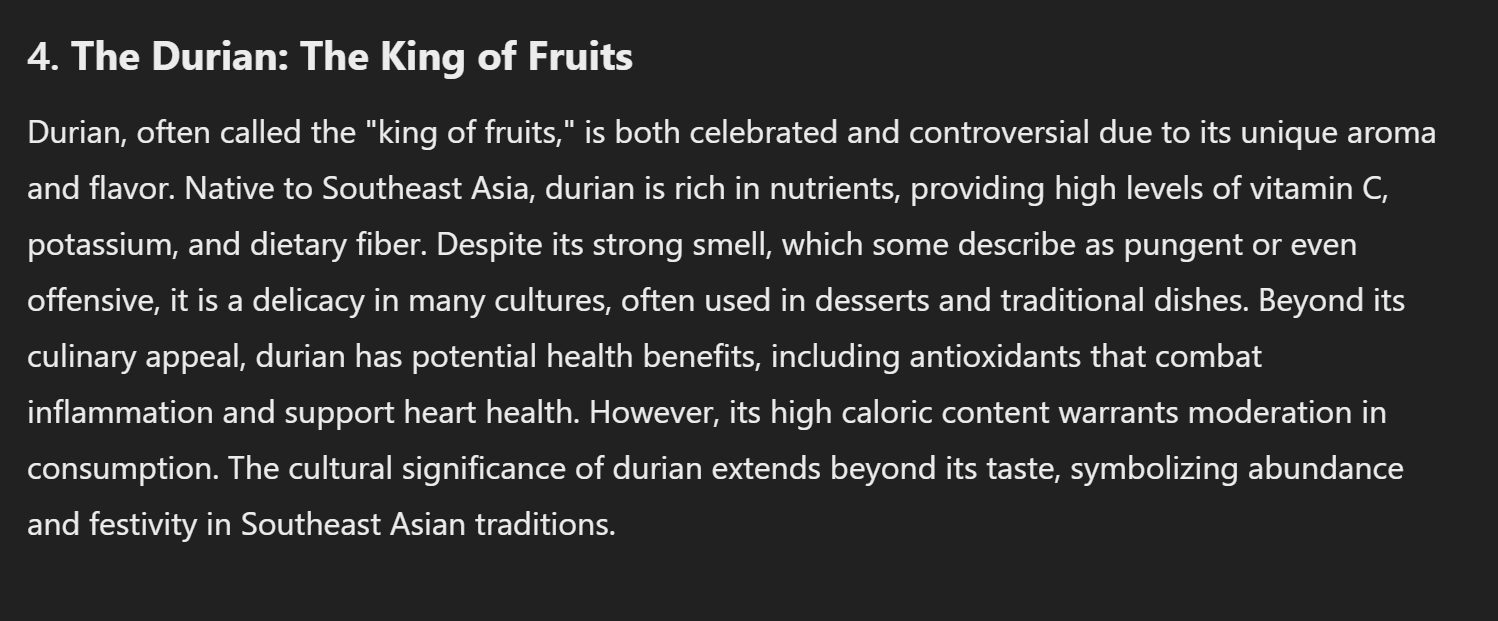 4. The Durian: The King of Fruits
Durian, often called the "king of fruits," is both celebrated and controversial due to its unique aroma
and flavor. Native to Southeast Asia, durian is rich in nutrients, providing high levels of vitamin C,
potassium, and dietary fiber. Despite its strong smell, which some describe as pungent or even
offensive, it is a delicacy in many cultures, often used in desserts and traditional dishes. Beyond its
culinary appeal, durian has potential health benefits, including antioxidants that combat
inflammation and support heart health. However, its high caloric content warrants moderation in
consumption. The cultural significance of durian extends beyond its taste, symbolizing abundance
and festivity in Southeast Asian traditions.